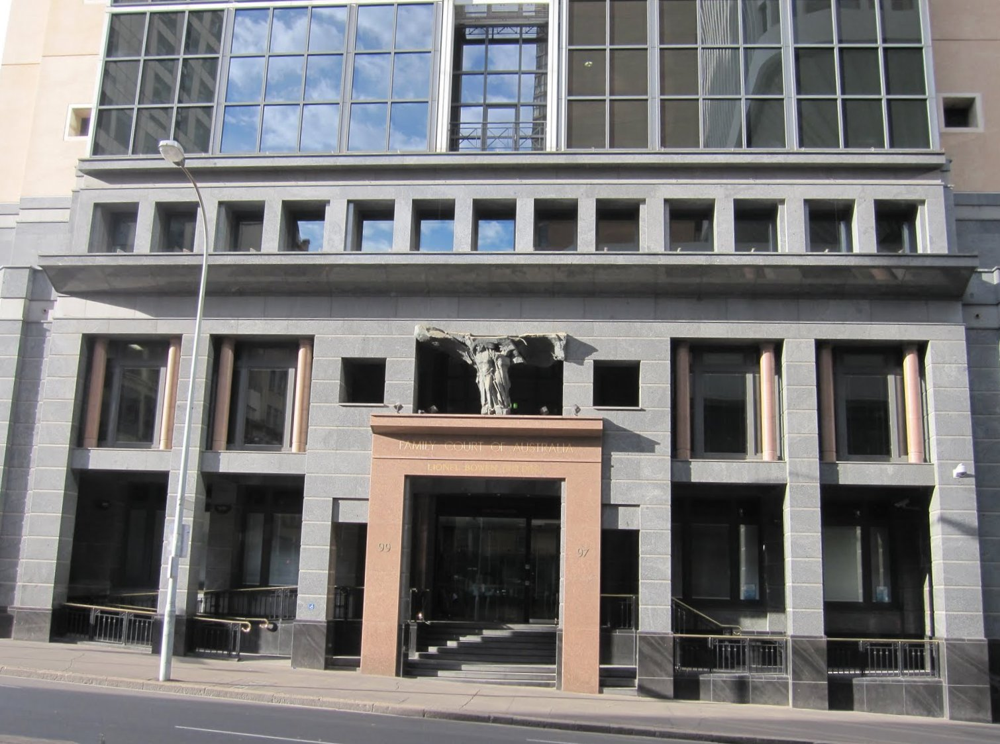 FAMILY COURT OF AUSTRALIA
LIONEL BOWEN BUILDING
99
97